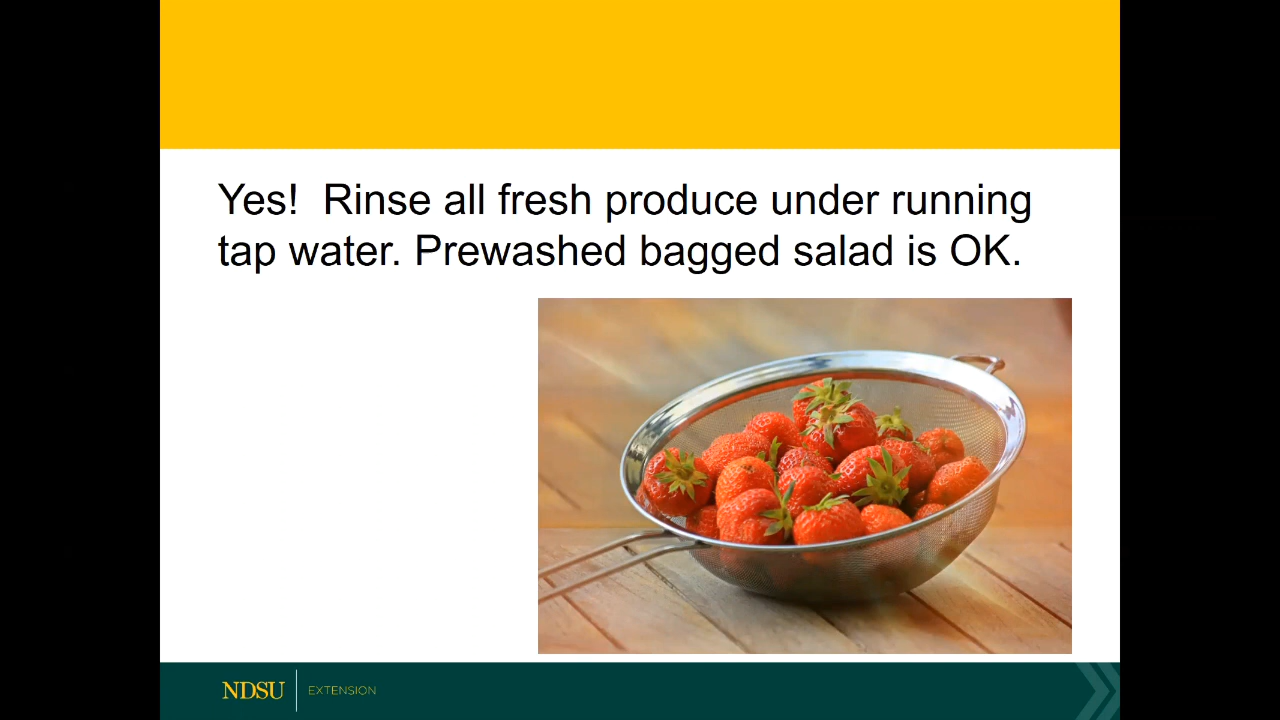 Yes!  Rinse all fresh produce under running
tap water. Prewashed bagged salad is OK.
NDSU EXTENSION